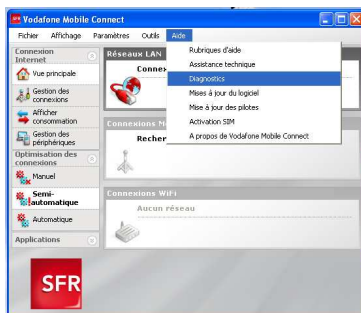 Vodafone Mobile Connect
Fichier Affichage Paramètres Outils Aide
Connexion Internet
Vue principale
Gestion des connexions
Afficher consommation
Gestion des périphériques
Optimisation des connexions
Manuel
Semi-automatique
Automatique
Applications
SFR
Réseaux LAN
Connex
Connexions M
Recher
Connexions WiFi
Aucun réseau
Rubriques d'aide
Assistance technique
Diagnostics
Mises à jour du logiciel
Mise à jour des pilotes
Activation SIM
A propos de Vodafone Mobile Connect